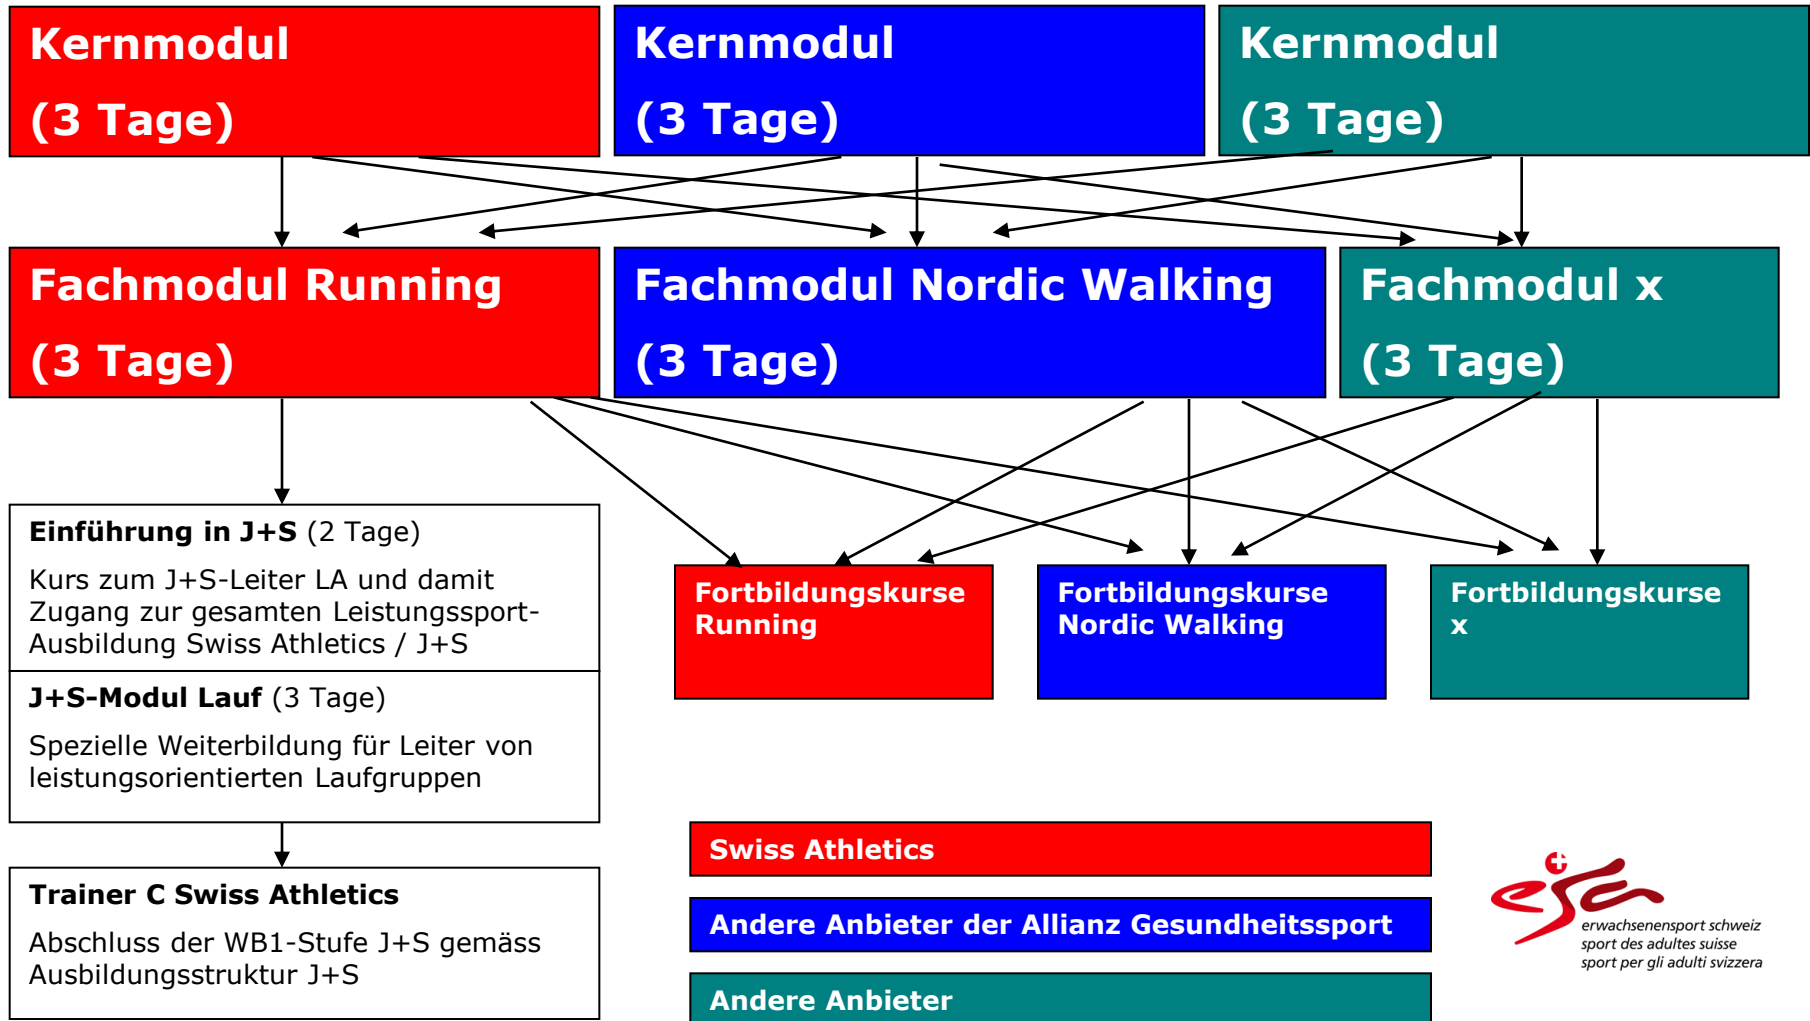 Kernmodul
(3 Tage)
Kernmodul
(3 Tage)
Kernmodul
(3 Tage)
Fachmodul Running
(3 Tage)
Fachmodul Nordic Walking
(3 Tage)
Fachmodul x
(3 Tage)
Einführung in J+S (2 Tage)
Kurs zum J+S-Leiter LA und damit
Zugang zur gesamten Leistungssport-
Ausbildung Swiss Athletics / J+S
J+S-Modul Lauf (3 Tage)
Spezielle Weiterbildung für Leiter von
leistungsorientierten Laufgruppen
Trainer C Swiss Athletics
Abschluss der WB1-Stufe J+S gemäss
Ausbildungsstruktur J+S
Fortbildungskurse
Running
Fortbildungskurse
Nordic Walking
Fortbildungskurse
x
Swiss Athletics
Andere Anbieter der Allianz Gesundheitssport
Andere Anbieter
esa
erwachsenensport schweiz
sport des adultes suisse
sport per gli adulti svizzera